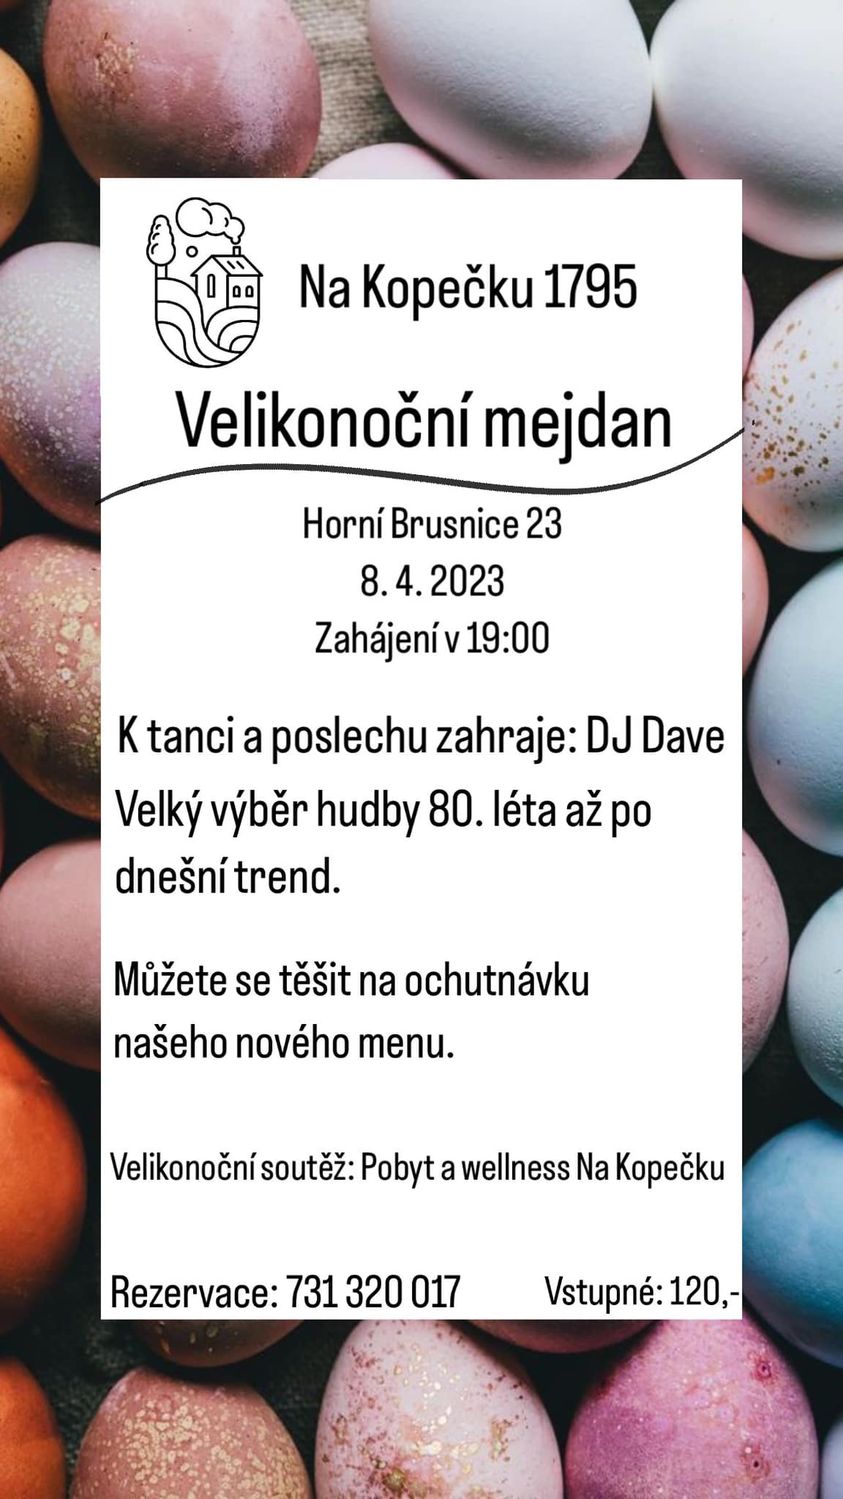 Na Kopečku 1795
Velikonoční mejdan
Horní Brusnice 23
8. 4. 2023
Zahájení v 19:00
K tanci a poslechu zahraje: DJ Dave
Velký výběr hudby 80. léta až po
dnešní trend.
Můžete se těšit na ochutnávku
našeho nového menu.
Velikonoční soutěž: Pobyt a wellness Na Kopečku
Rezervace: 731 320 017 Vstupné: 120,-